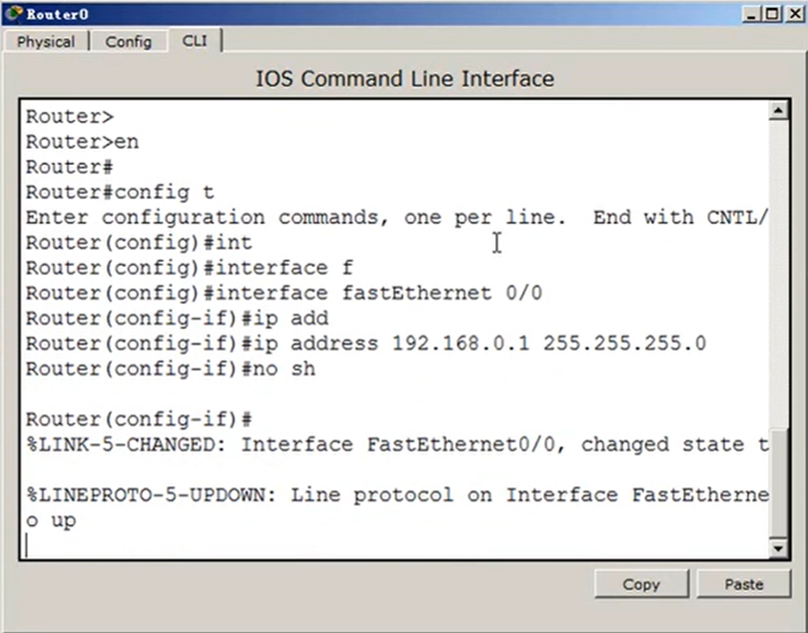 Router0
Physical Config CLI
IOS Command Line Interface
Router>
Router>en
Router#
Router#config t
Enter configuration commands, one per line.  End with CNTL/
Router(config)#int
Router(config)#interface f
Router(config)#interface fastEthernet 0/0
Router(config-if)#ip add
Router(config-if)#ip address 192.168.0.1 255.255.255.0
Router(config-if)#no sh
Router(config-if)#
%LINK-5-CHANGED: Interface FastEthernet0/0, changed state t
%LINEPROTO-5-UPDOWN: Line protocol on Interface FastEtherne
o up
Copy Paste